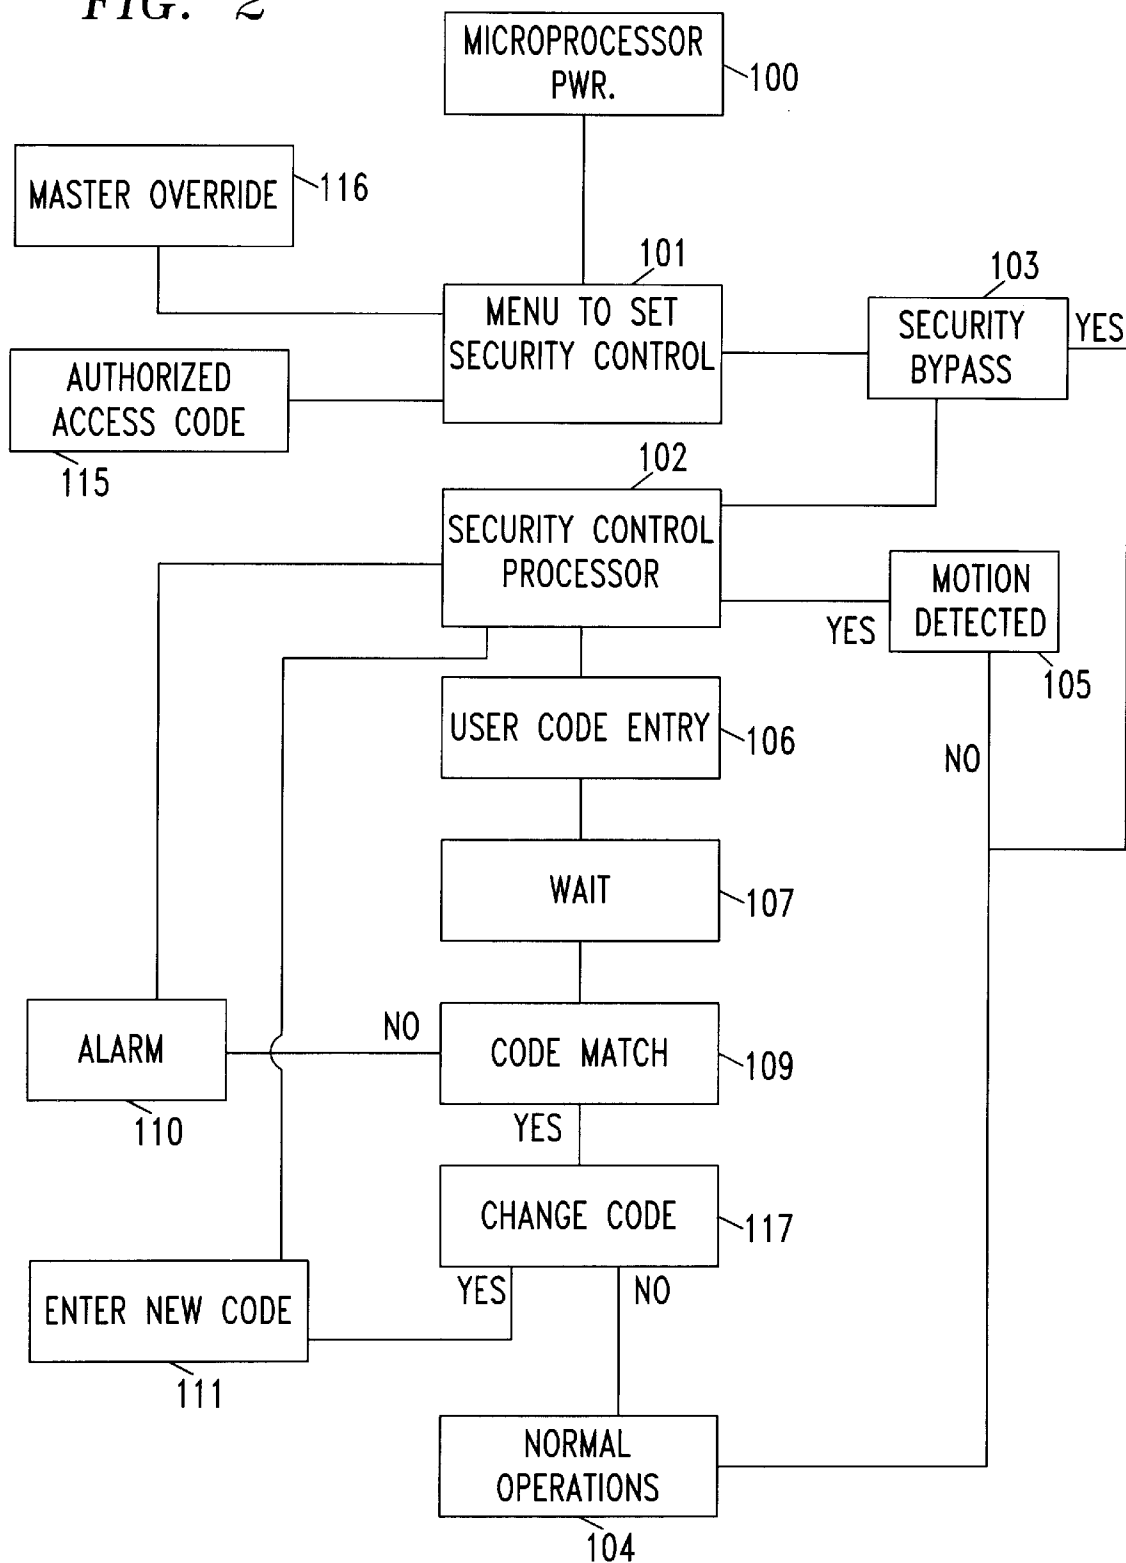 FIG. 2
MICROPROCESSOR
PWR.
100
MASTER OVERRIDE
116
101
MENU TO SET
SECURITY CONTROL
103
SECURITY
BYPASS
YES
AUTHORIZED
ACCESS CODE
115
102
SECURITY CONTROL
PROCESSOR
MOTION
DETECTED
YES
105
USER CODE ENTRY
106
NO
WAIT
107
ALARM
110
NO
CODE MATCH
109
YES
CHANGE CODE
117
YES
NO
ENTER NEW CODE
111
NORMAL
OPERATIONS
104